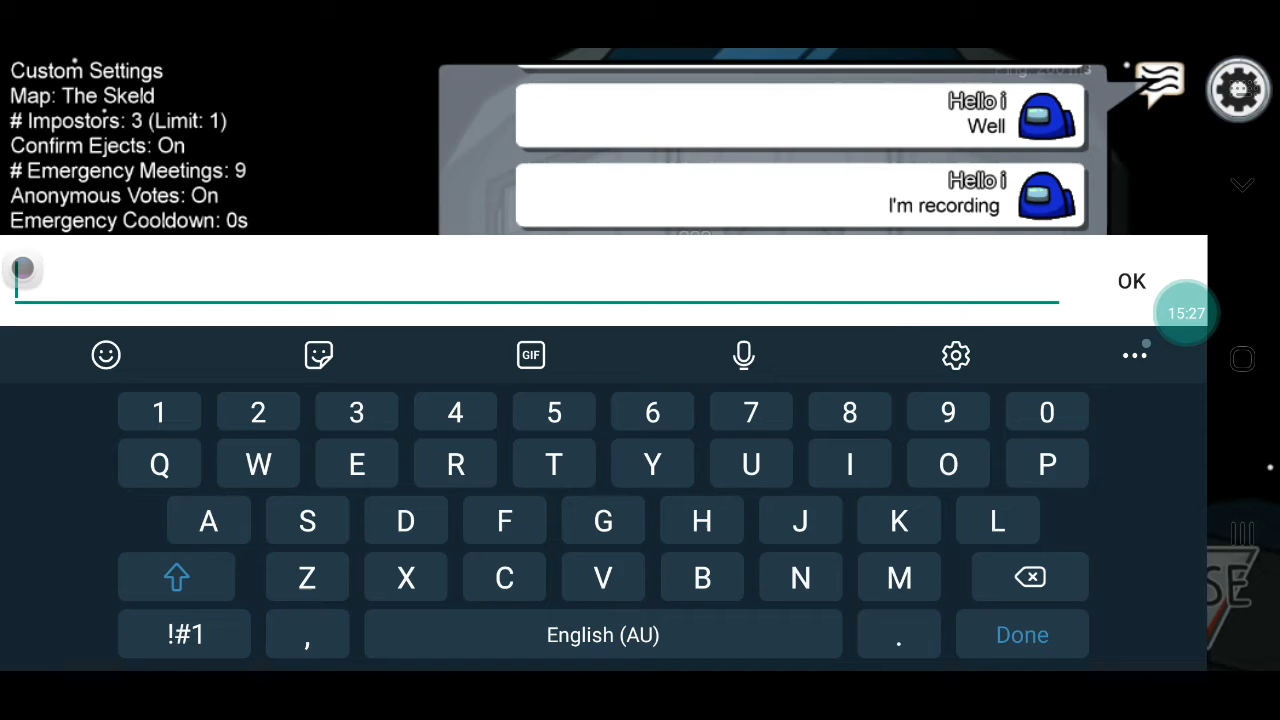 Custom Settings
Map: The Skeld
# Impostors: 3 (Limit: 1)
Confirm Ejects: On
# Emergency Meetings: 9
Anonymous Votes: On
Emergency Cooldown: 0s
Hello i
Well
Hello i
I'm recording
OK
15:27
GIF
1 2 3 4 5 6 7 8 9 0
Q W E R T Y U I O P
A S D F G H J K L
Z X C V B N M
!#1 , English (AU) . Done